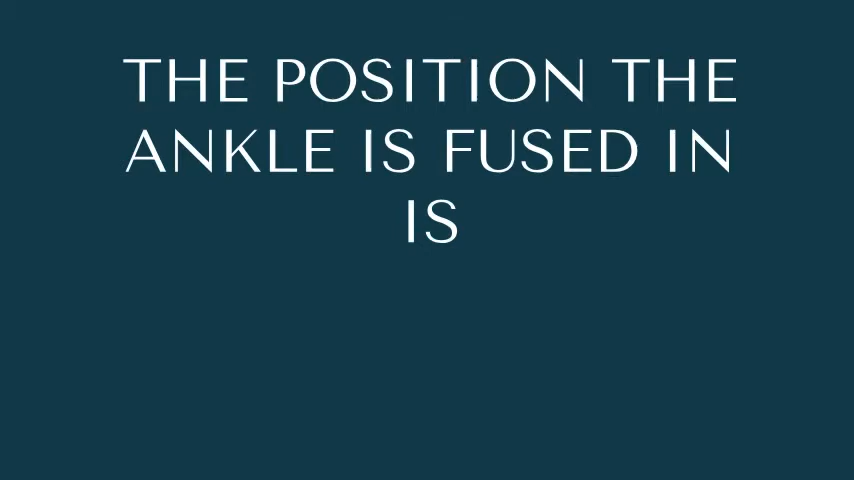 THE POSITION THE
ANKLE IS FUSED IN
IS